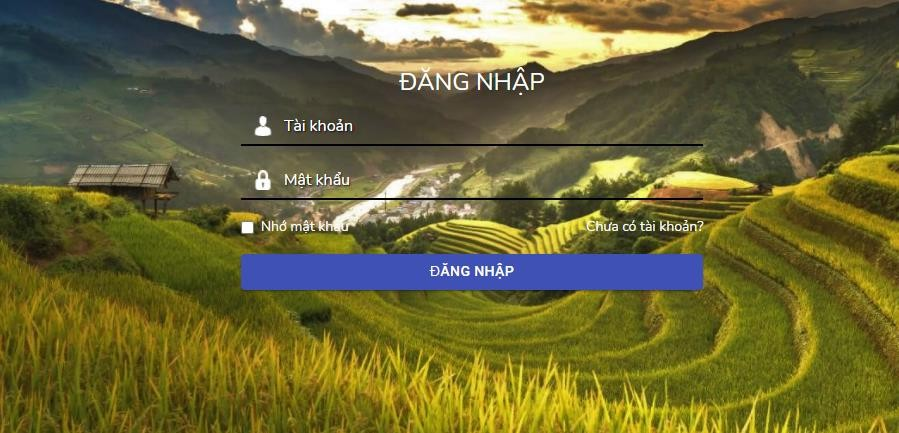 ĐĂNG NHẬP
Tài khoản
Mật khẩu
Nhớ mật khẩu
Chưa có tài khoản?
ĐĂNG NHẬP